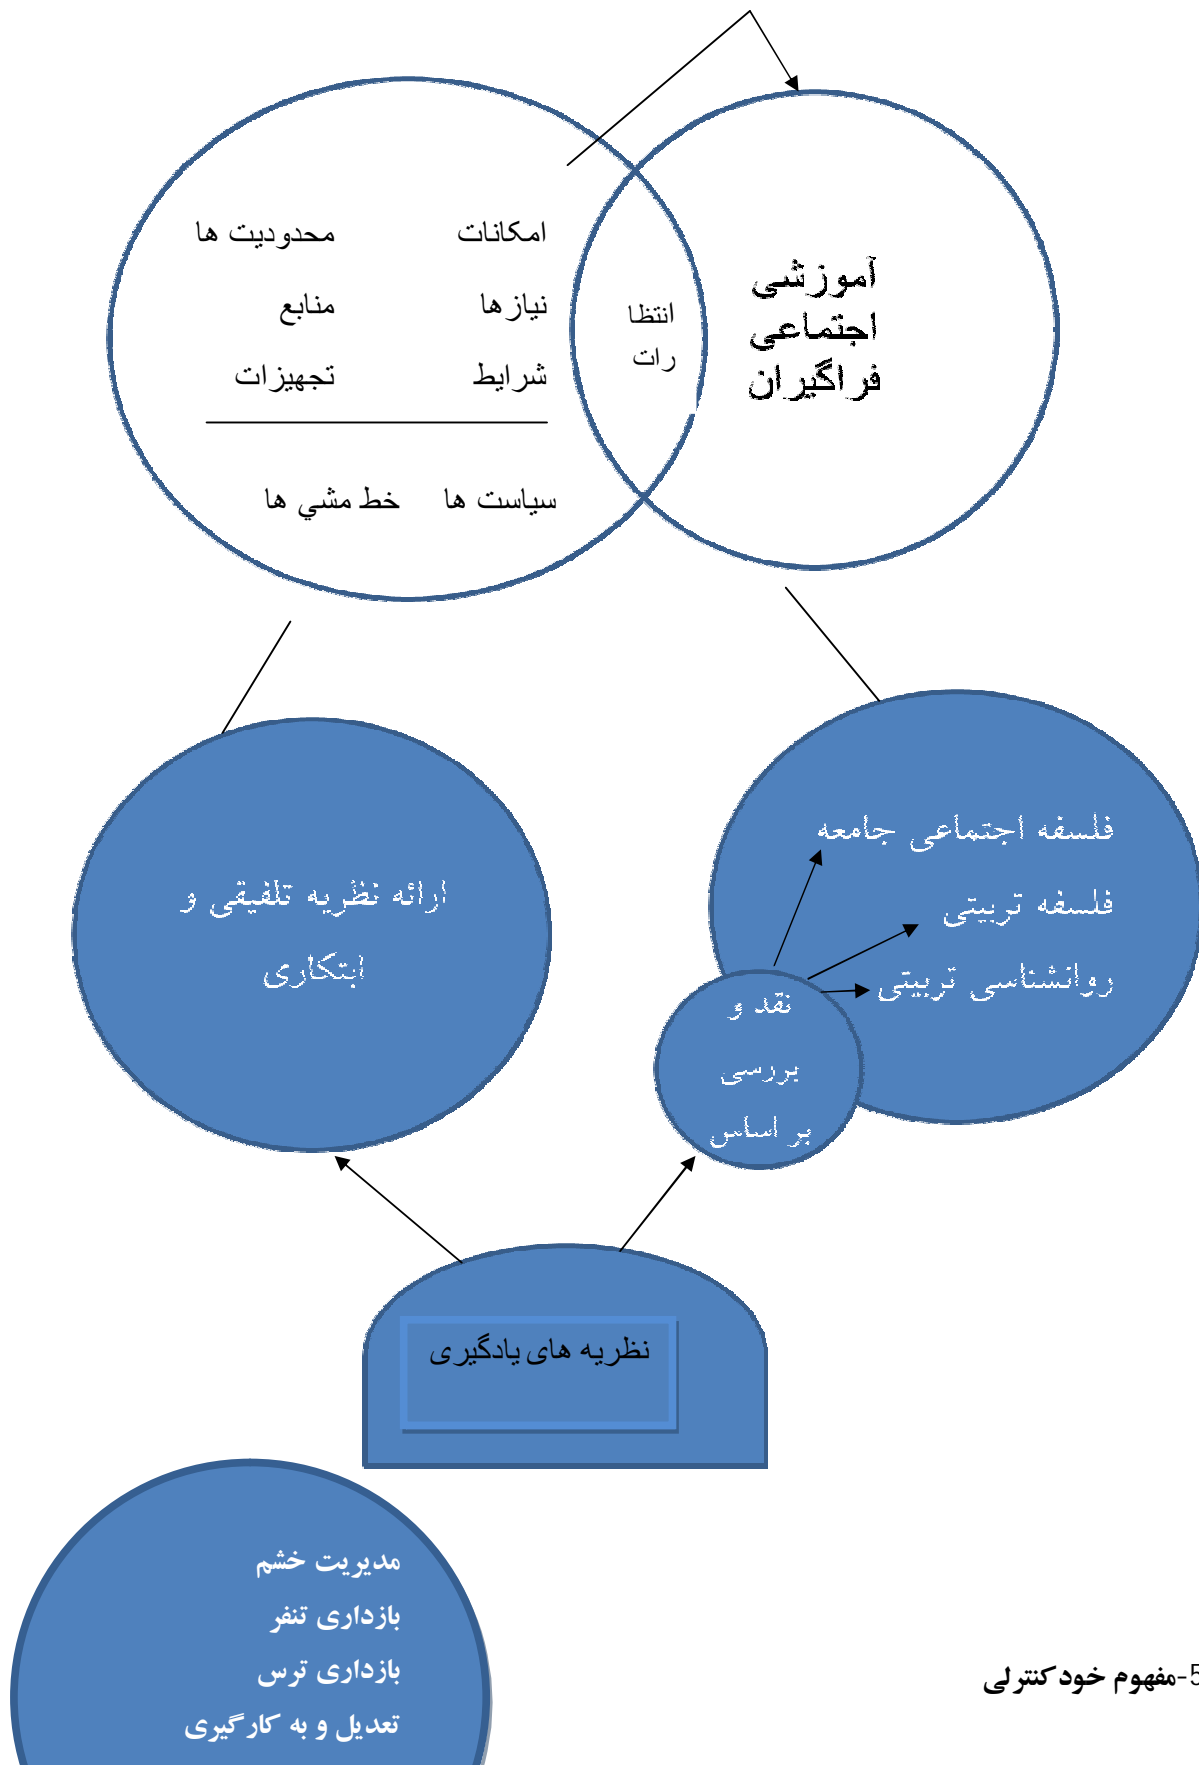 امکانات محدودیت ها
نیازها منابع
شرایط تجهیزات
سیاست ها خط مشي ها
انتظا
رات
آموزشی
اجتماعی
فراگیران
فلسفه اجتماعی جامعه
فلسفه تربیتی
روانشناسی تربیتی
نقد و
بررسی
بر اساس
ارائه نظریه تلفیقی و
ابتکاری
نظریه های یادگیری
5-مفهوم خود کنترلی
مدیریت خشم
بازداری تنفر
بازداری ترس
تعدیل و به کارگیری